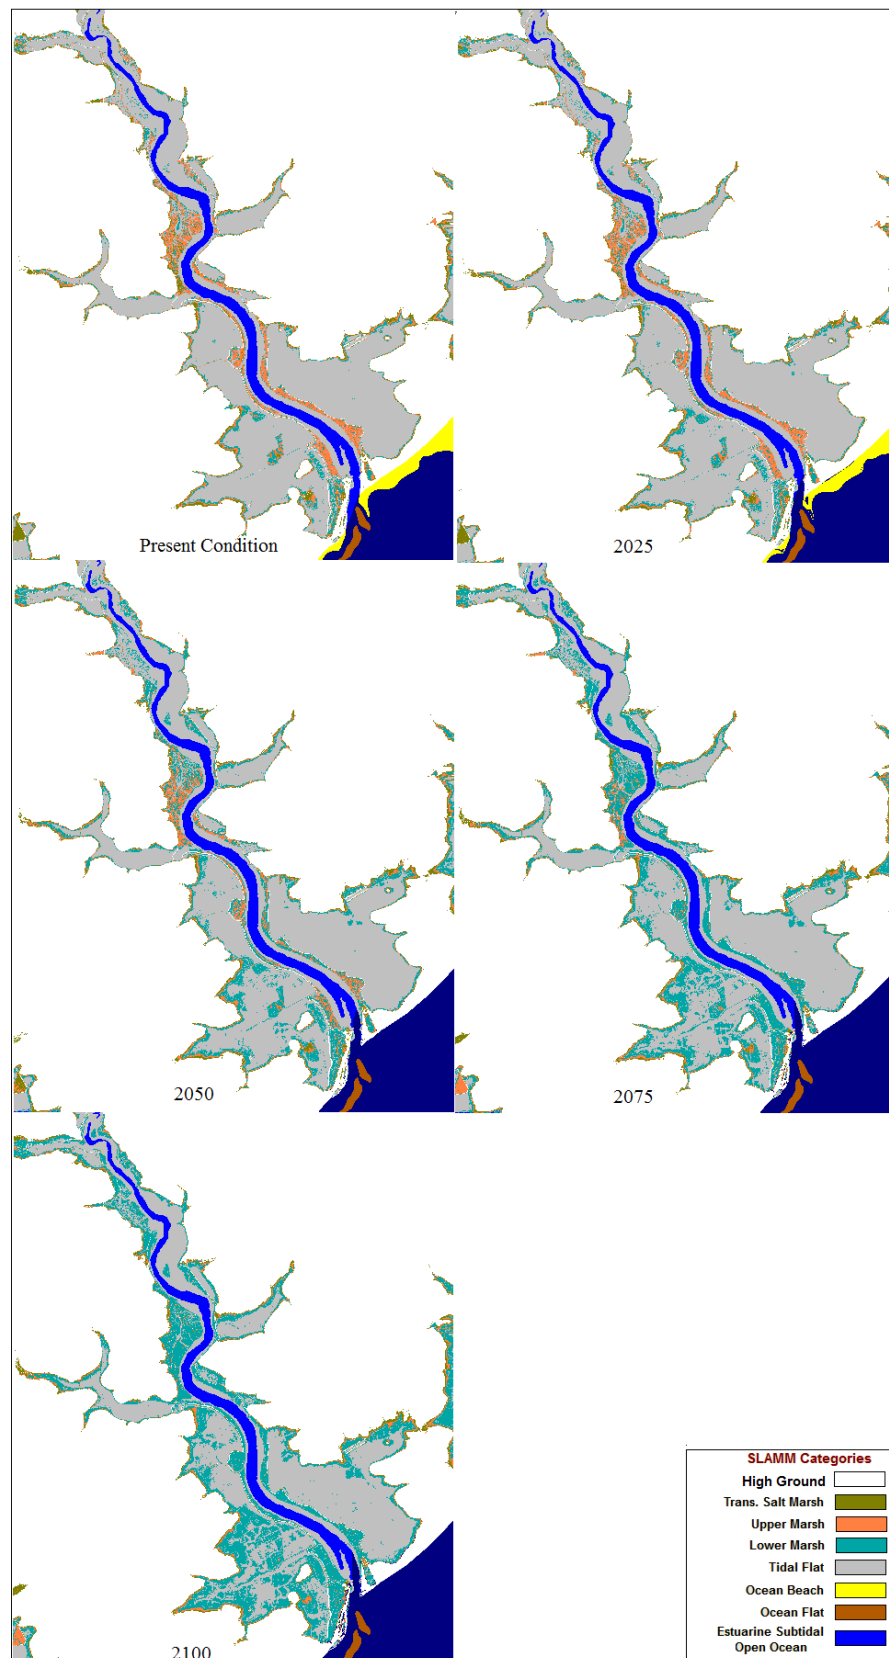 Present Condition
2025
2050
2075
2100
SLAMM Categories
High Ground
Trans. Salt Marsh
Upper Marsh
Lower Marsh
Tidal Flat
Ocean Beach
Ocean Flat
Estuarine Subtidal
Open Ocean